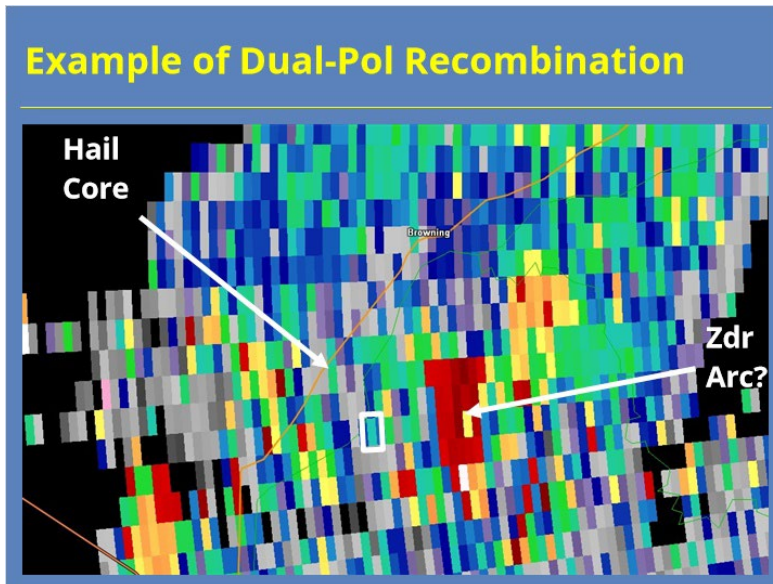 Example of Dual-Pol Recombination
Hail
Core
Browning
Zdr
Arc?